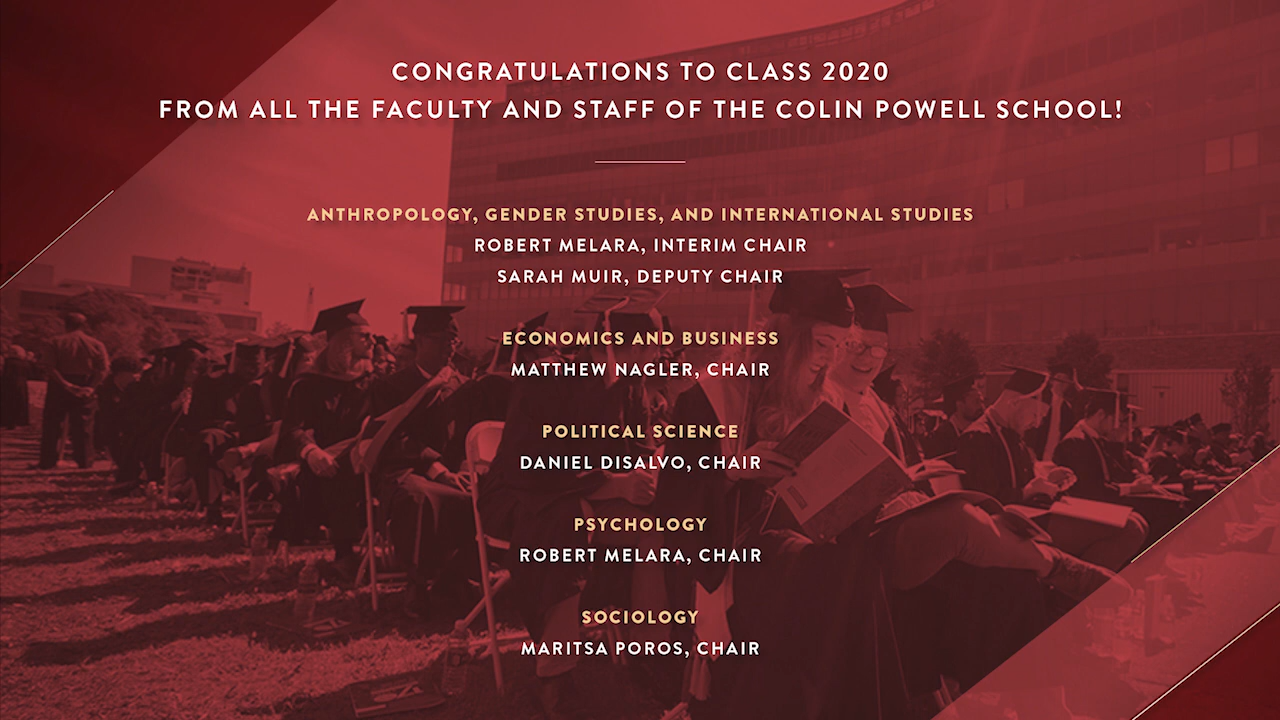 CONGRATULATIONS TO CLASS 2020
FROM ALL THE FACULTY AND STAFF OF THE COLIN POWELL SCHOOL!
ANTHROPOLOGY, GENDER STUDIES, AND INTERNATIONAL STUDIES
ROBERT MELARA, INTERIM CHAIR
SARAH MUIR, DEPUTY CHAIR
ECONOMICS AND BUSINESS
MATTHEW NAGLER, CHAIR
POLITICAL SCIENCE
DANIEL DISALVO, CHAIR
PSYCHOLOGY
ROBERT MELARA, CHAIR
SOCIOLOGY
MARITSA POROS, CHAIR